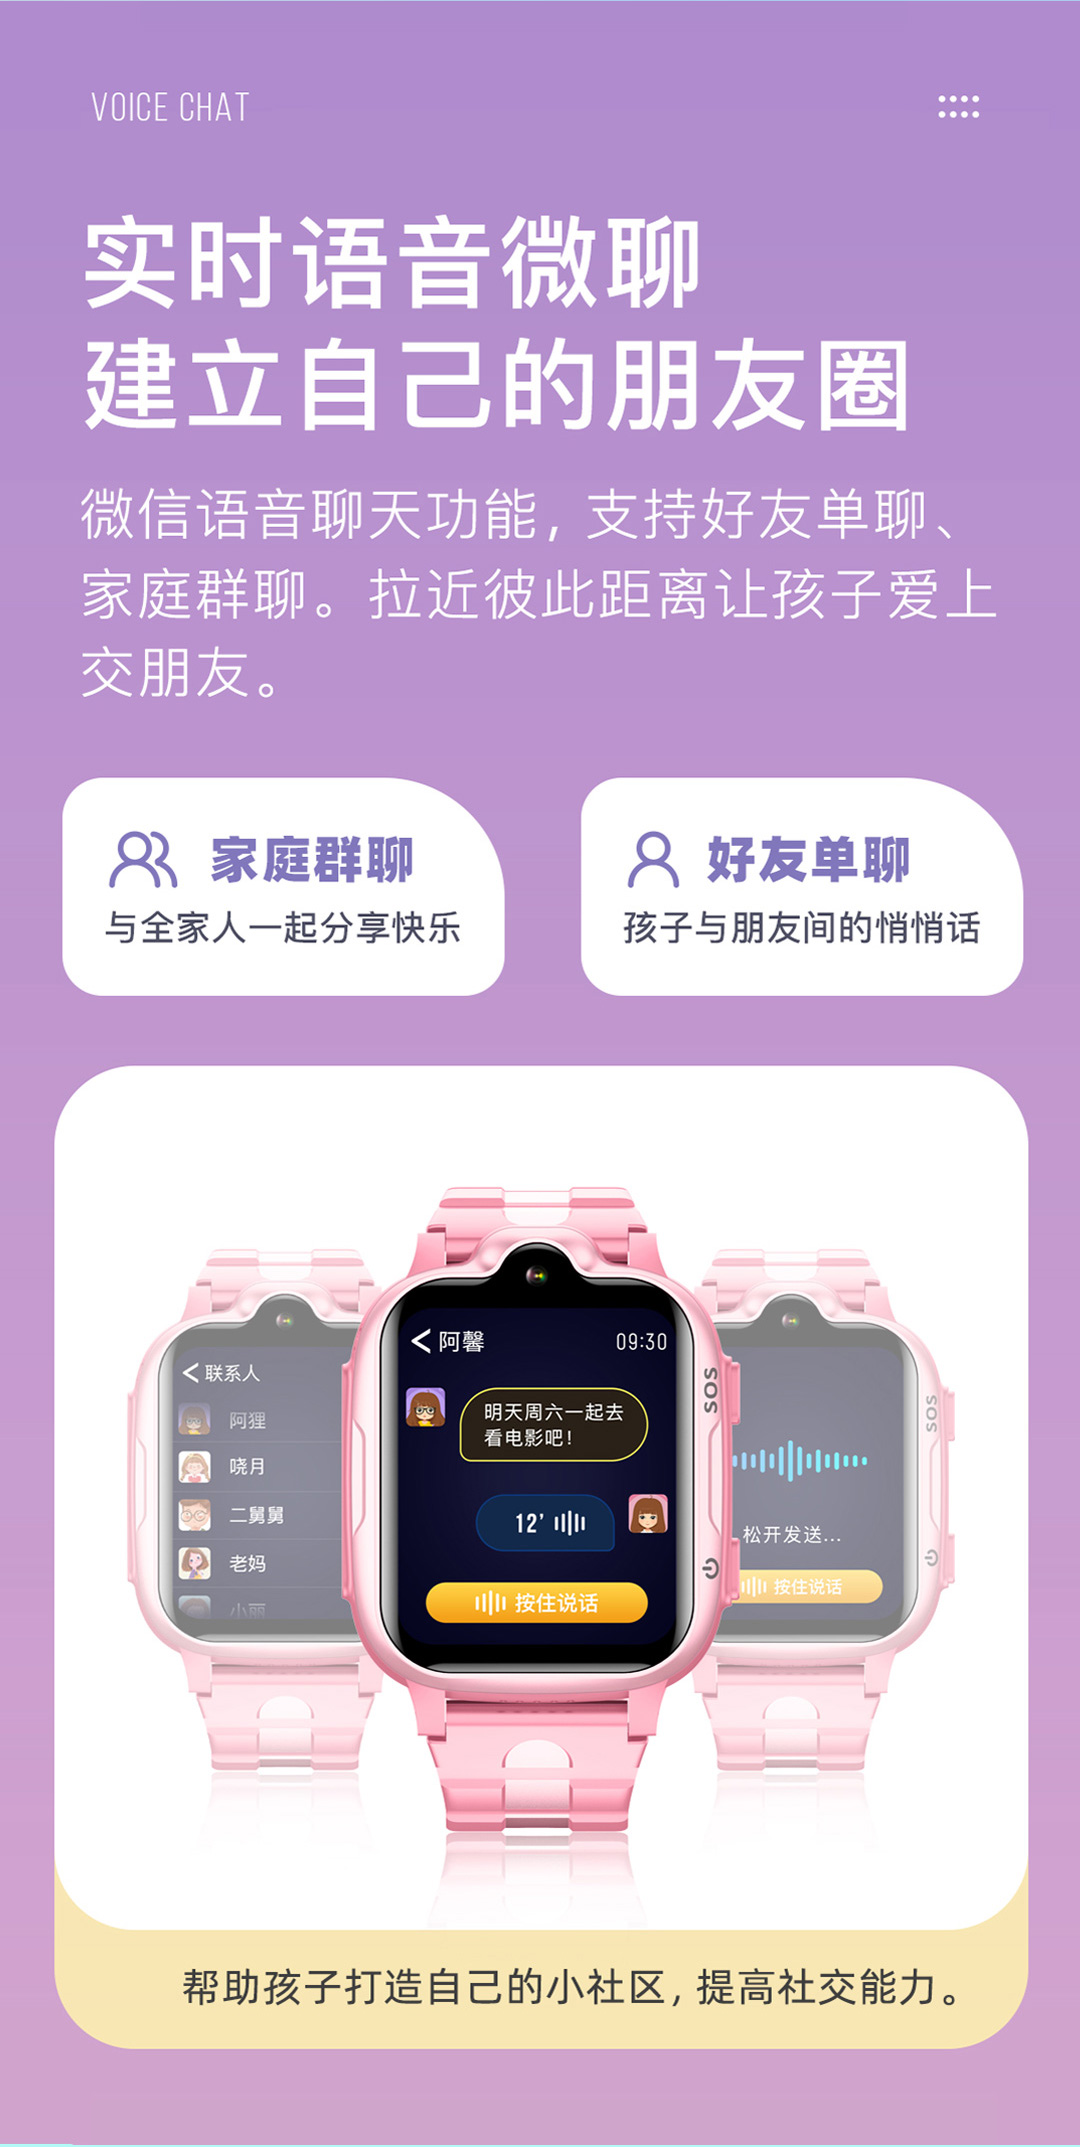 VOICE CHAT
实时语音微聊
建立自己的朋友圈
微信语音聊天功能,支持好友单聊、
家庭群聊。拉近彼此距离让孩子爱上
交朋友。
家庭群聊
与全家人一起分享快乐
好友单聊
孩子与朋友间的悄悄话
联系人
阿狸
晓月
二舅舅
老妈
小丽
阿馨
09:30
明天周六一起去
看电影吧!
12'
按住说话
SOS
松开发送...
按住说话
SOS
帮助孩子打造自己的小社区,提高社交能力。